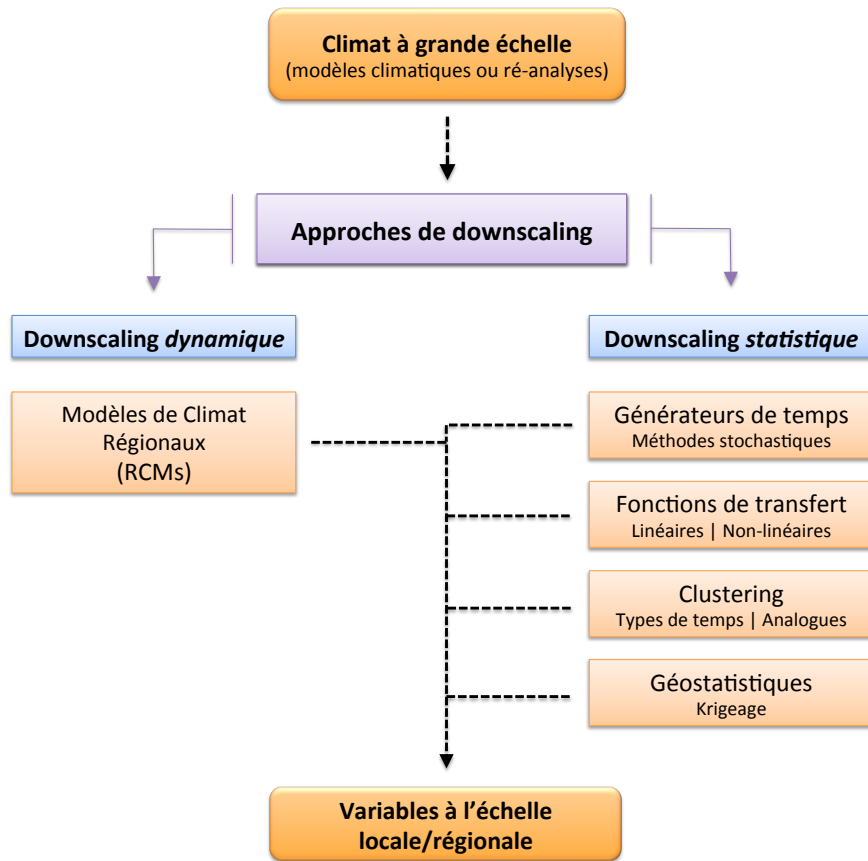 Climat à grande échelle
(modèles climatiques ou ré-analyses)
Approches de downscaling
Downscaling dynamique
Modèles de Climat
Régionaux
(RCMs)
Downscaling statistique
Générateurs de temps
Méthodes stochastiques
Fonctions de transfert
Linéaires | Non-linéaires
Clustering
Types de temps | Analogues
Géostatistiques
Krigeage
Variables à l'échelle
locale/régionale